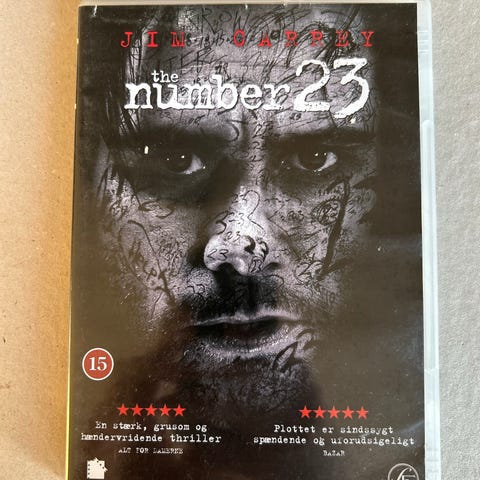 JIM CARREY
the
number 23
15
En stærk, grusom og
hændervridende thriller
ALT FOR DAMERNE
Plottet er sindssygt
spændende og uforudsigeligt
BAZAR